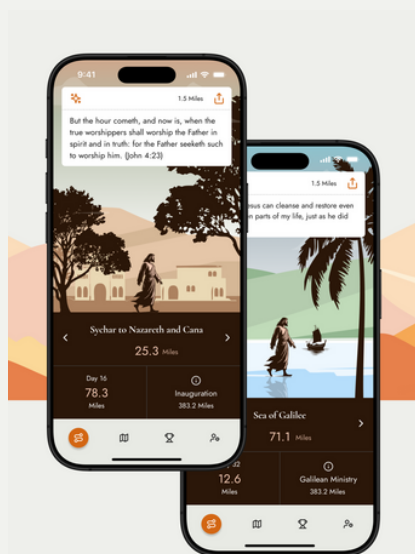 9:41
1.5 Miles
But the hour cometh, and now is, when the
true worshippers shall worship the Father in
spirit and in truth: for the Father seeketh such
to worship him. (John 4:23)
Sychar to Nazareth and Cana
25.3 Miles
Day 16
78.3
Miles
Inauguration
383.2 Miles
1.5 Miles
esus can cleanse and restore even
n parts of my life, just as he did
Sea of Galilee
71.1 Miles
32
12.6
Miles
Galilean Ministry
383.2 Miles